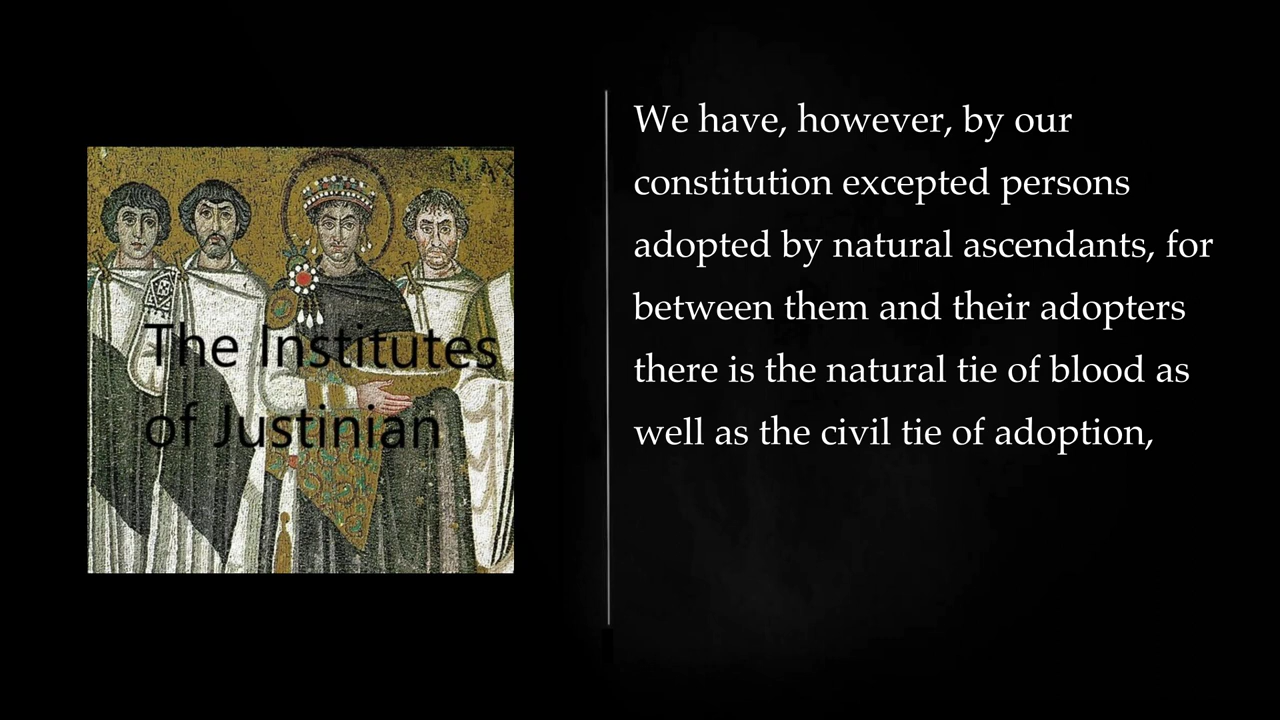 MAX
The Institutes
of Justinian
We have, however, by our
constitution excepted persons
adopted by natural ascendants, for
between them and their adopters
there is the natural tie of blood as
well as the civil tie of adoption,